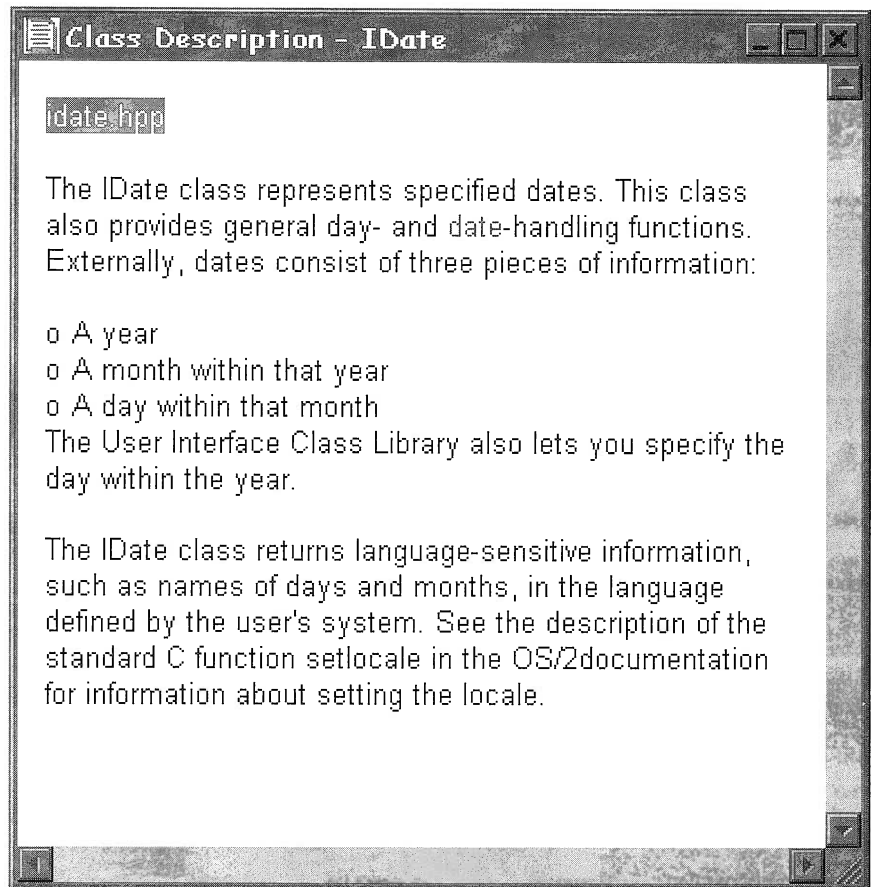 Class Description - IDate
idate.hpp
The IDate class represents specified dates. This class
also provides general day- and date-handling functions.
Externally, dates consist of three pieces of information:
o A year
o A month within that year
o A day within that month
The User Interface Class Library also lets you specify the
day within the year.
The IDate class returns language-sensitive information,
such as names of days and months, in the language
defined by the user's system. See the description of the
standard C function setlocale in the OS/2documentation
for information about setting the locale.